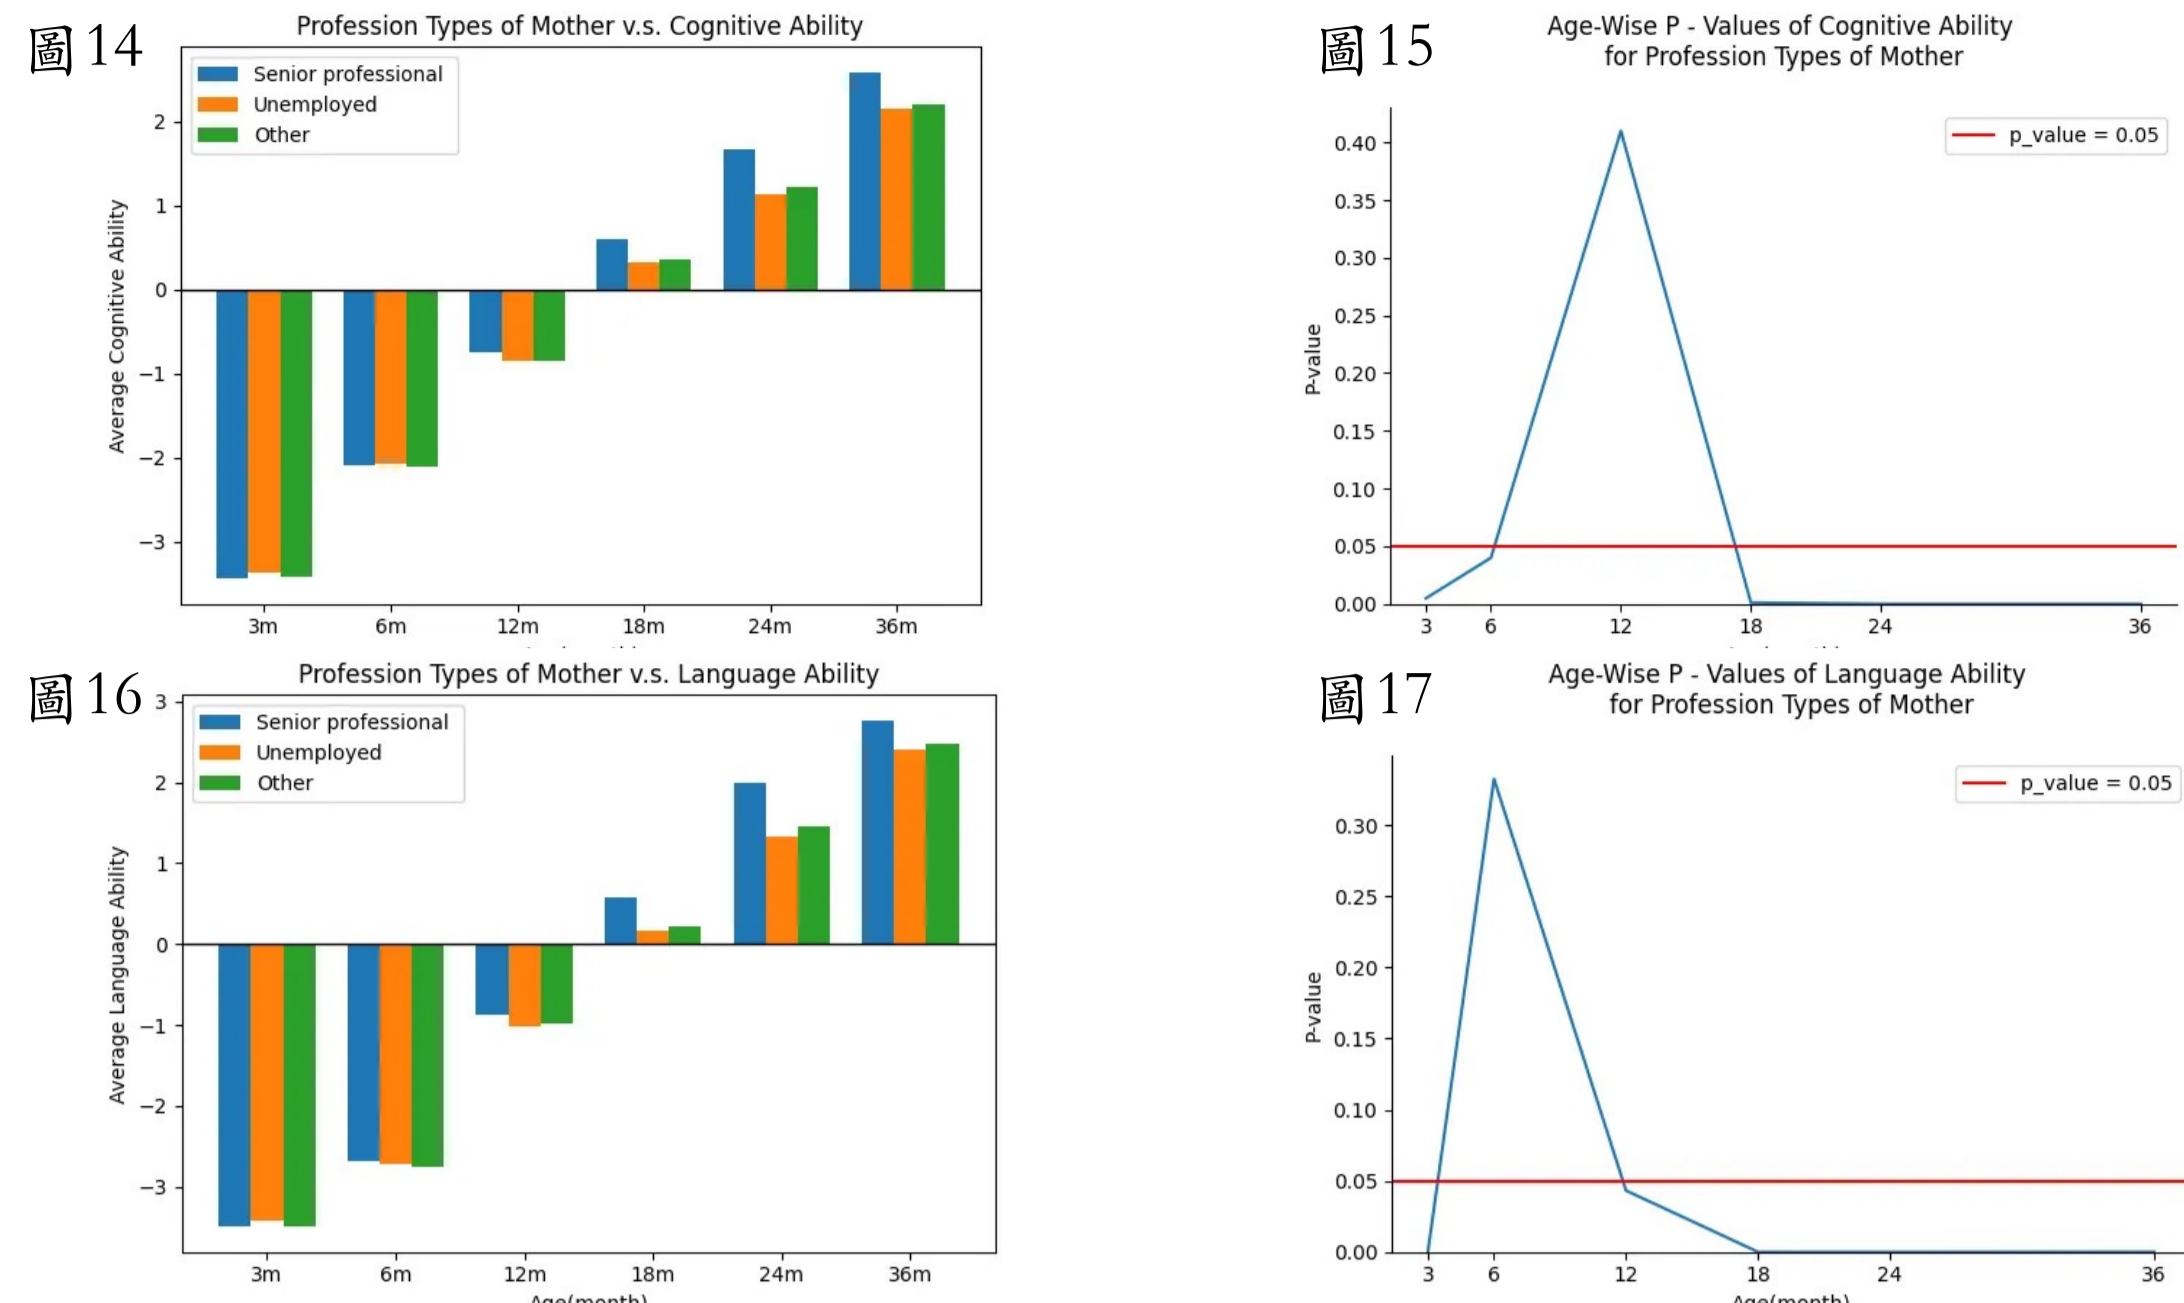 圖14
Profession Types of Mother v.s. Cognitive Ability
Senior professional
Unemployed
Other
Average Cognitive Ability
2
1
0
−1
−2
−3
3m 6m 12m 18m 24m 36m
圖15
Age-Wise P - Values of Cognitive Ability
for Profession Types of Mother
p_value = 0.05
P-value
0.40
0.35
0.30
0.25
0.20
0.15
0.10
0.05
0.00
3 6 12 18 24 36
圖16
Profession Types of Mother v.s. Language Ability
Senior professional
Unemployed
Other
Average Language Ability
3
2
1
0
−1
−2
−3
3m 6m 12m 18m 24m 36m
Age(month)
圖17
Age-Wise P - Values of Language Ability
for Profession Types of Mother
p_value = 0.05
P-value
0.30
0.25
0.20
0.15
0.10
0.05
0.00
3 6 12 18 24 36
Age(month)